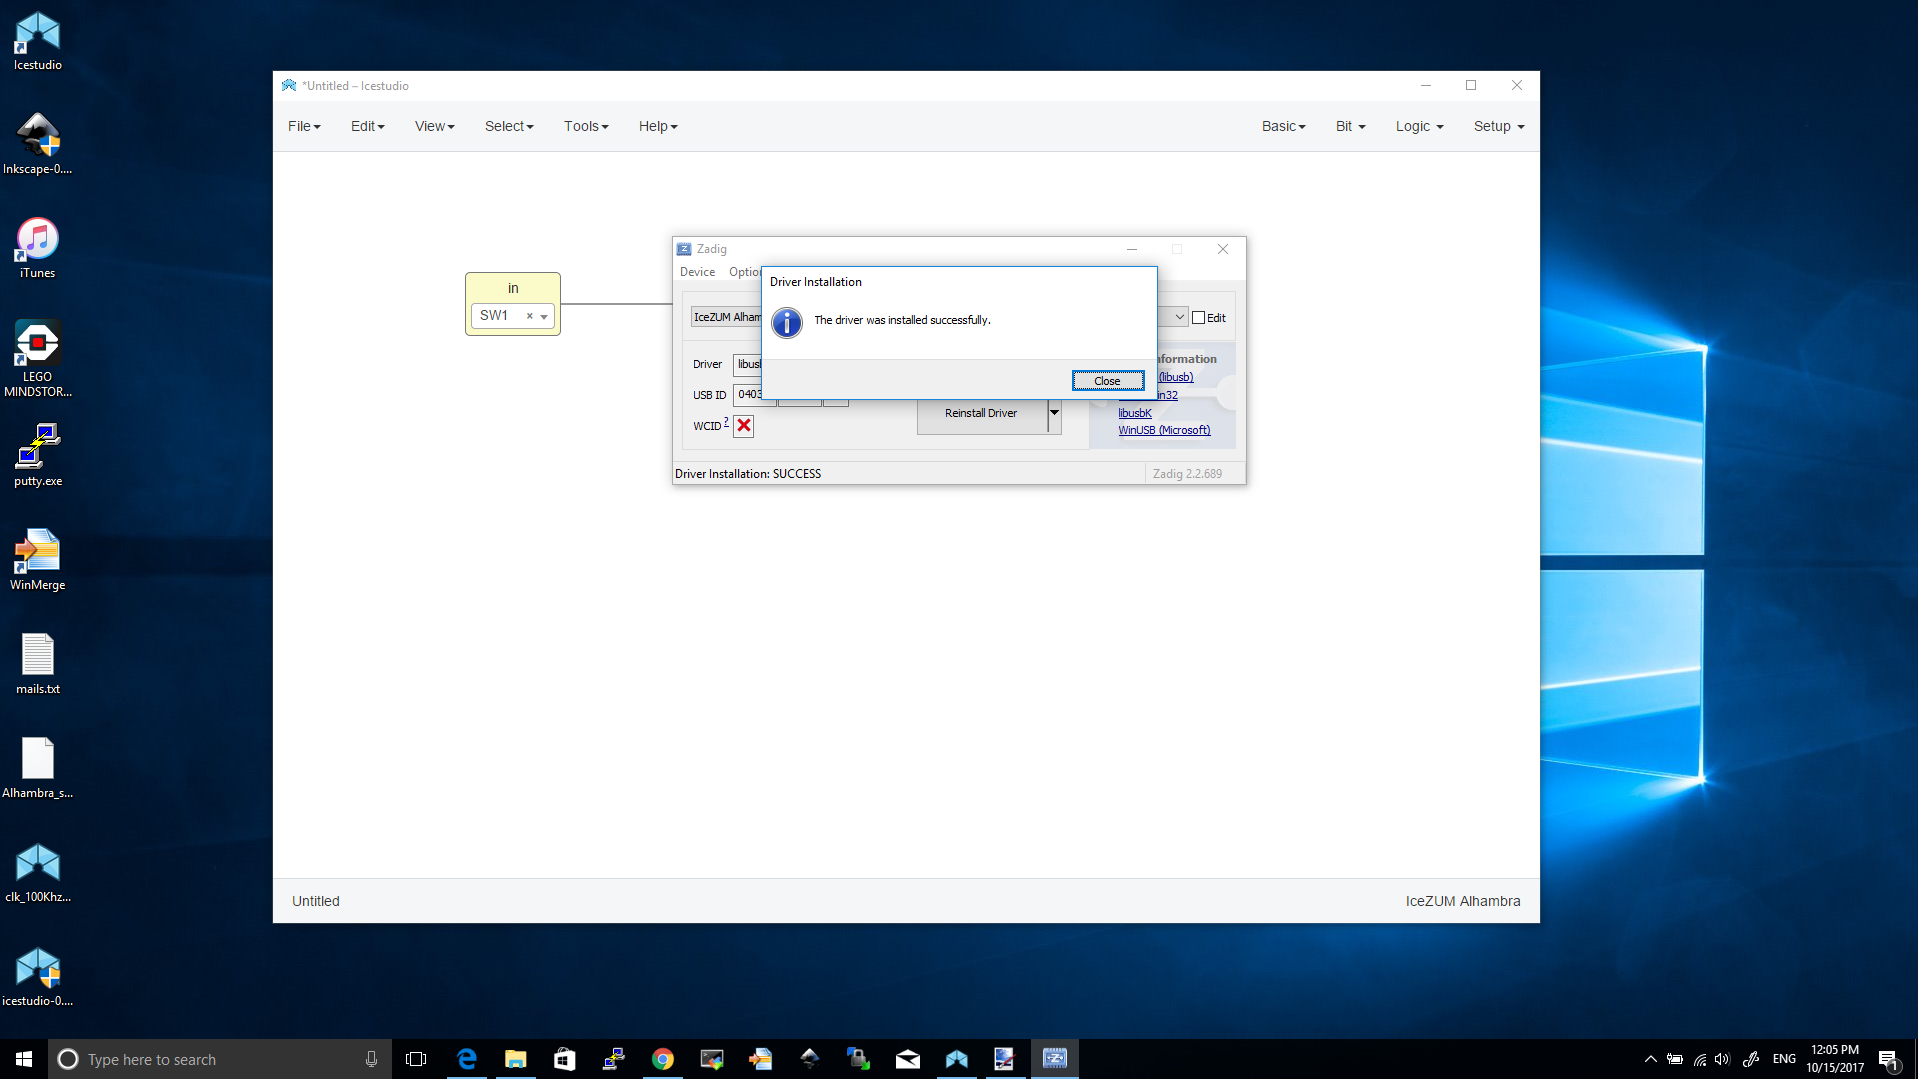 Icestudio
Inkscape-0....
iTunes
LEGO
MINDSTOR...
putty.exe
WinMerge
mails.txt
Alhambra_s...
clk_100Khz...
icestudio-0....
*Untitled – Icestudio
File Edit View Select Tools Help Basic Bit Logic Setup
in
SW1 ×
Zadig
Device Optio
Driver Installation
The driver was installed successfully.
Close
IceZUM Alham
Edit
Driver libusb
formation
(libusb)
USB ID 0403
in32
Reinstall Driver
libusbK
WCID ?
WinUSB (Microsoft)
Driver Installation: SUCCESS
Zadig 2.2.689
Untitled
IceZUM Alhambra
Type here to search
ENG
12:05 PM
10/15/2017
1